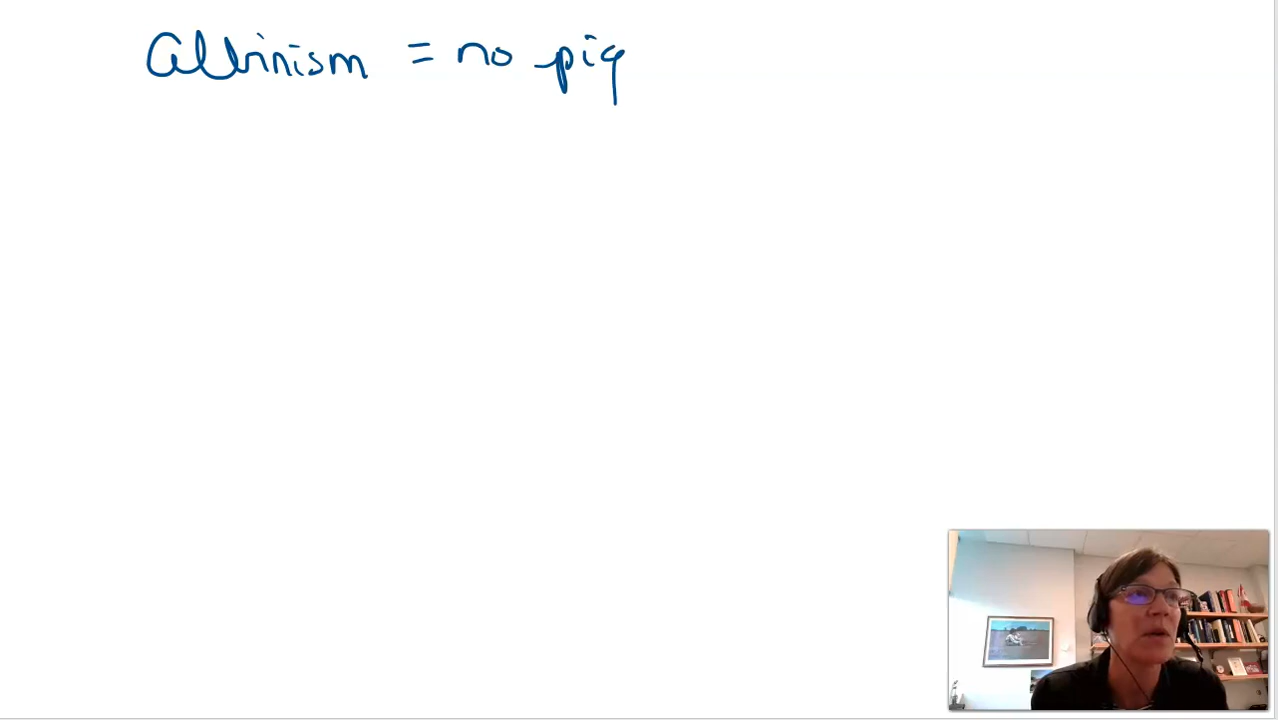 albinism = no pig